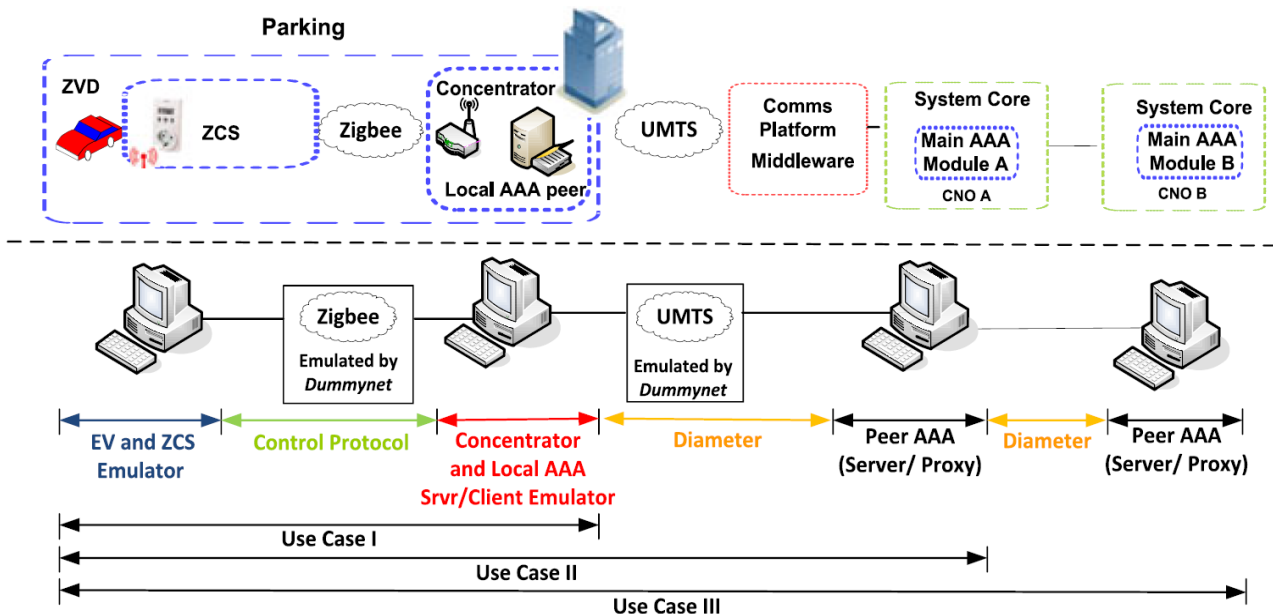 Parking
ZVD
ZCS
Zigbee
Concentrator
Local AAA peer
UMTS
Comms
Platform
Middleware
System Core
Main AAA
Module A
CNO A
System Core
Main AAA
Module B
CNO B
Zigbee
Emulated by
Dummynet
UMTS
Emulated by
Dummynet
EV and ZCS
Emulator
Control Protocol
Concentrator
and Local AAA
Srvr/Client Emulator
Diameter
Peer AAA
(Server/ Proxy)
Diameter
Peer AAA
(Server/ Proxy)
Use Case I
Use Case II
Use Case III